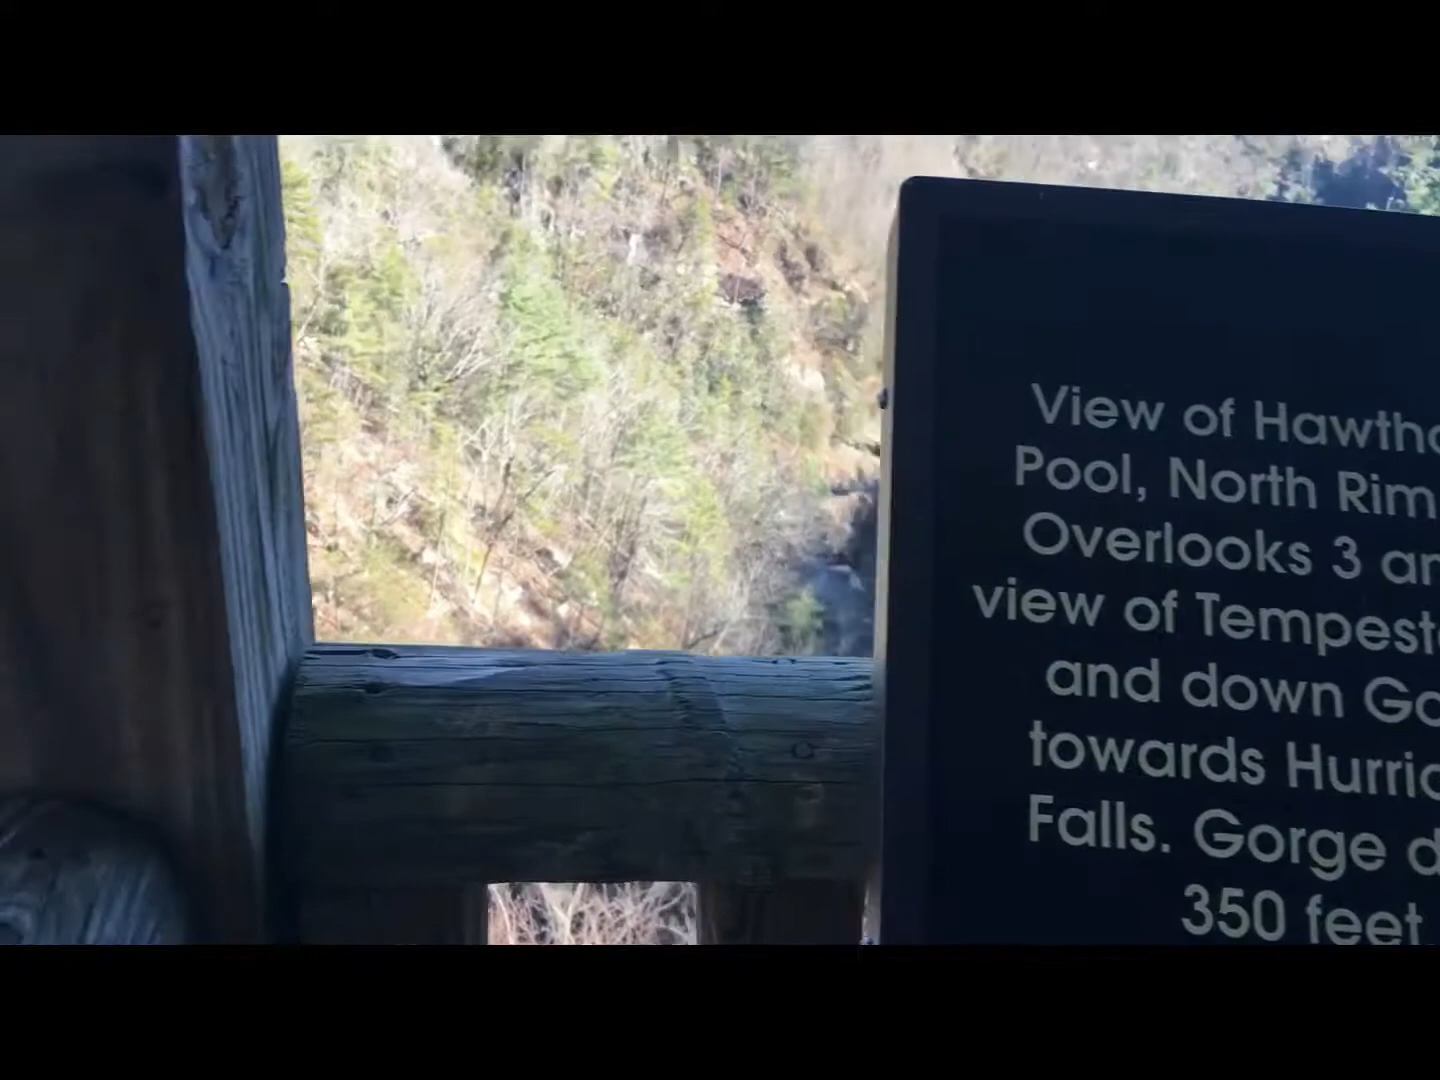 View of Hawtho
Pool, North Rim
Overlooks 3 an
view of Tempest
and down Go
towards Hurric
Falls. Gorge d
350 feet